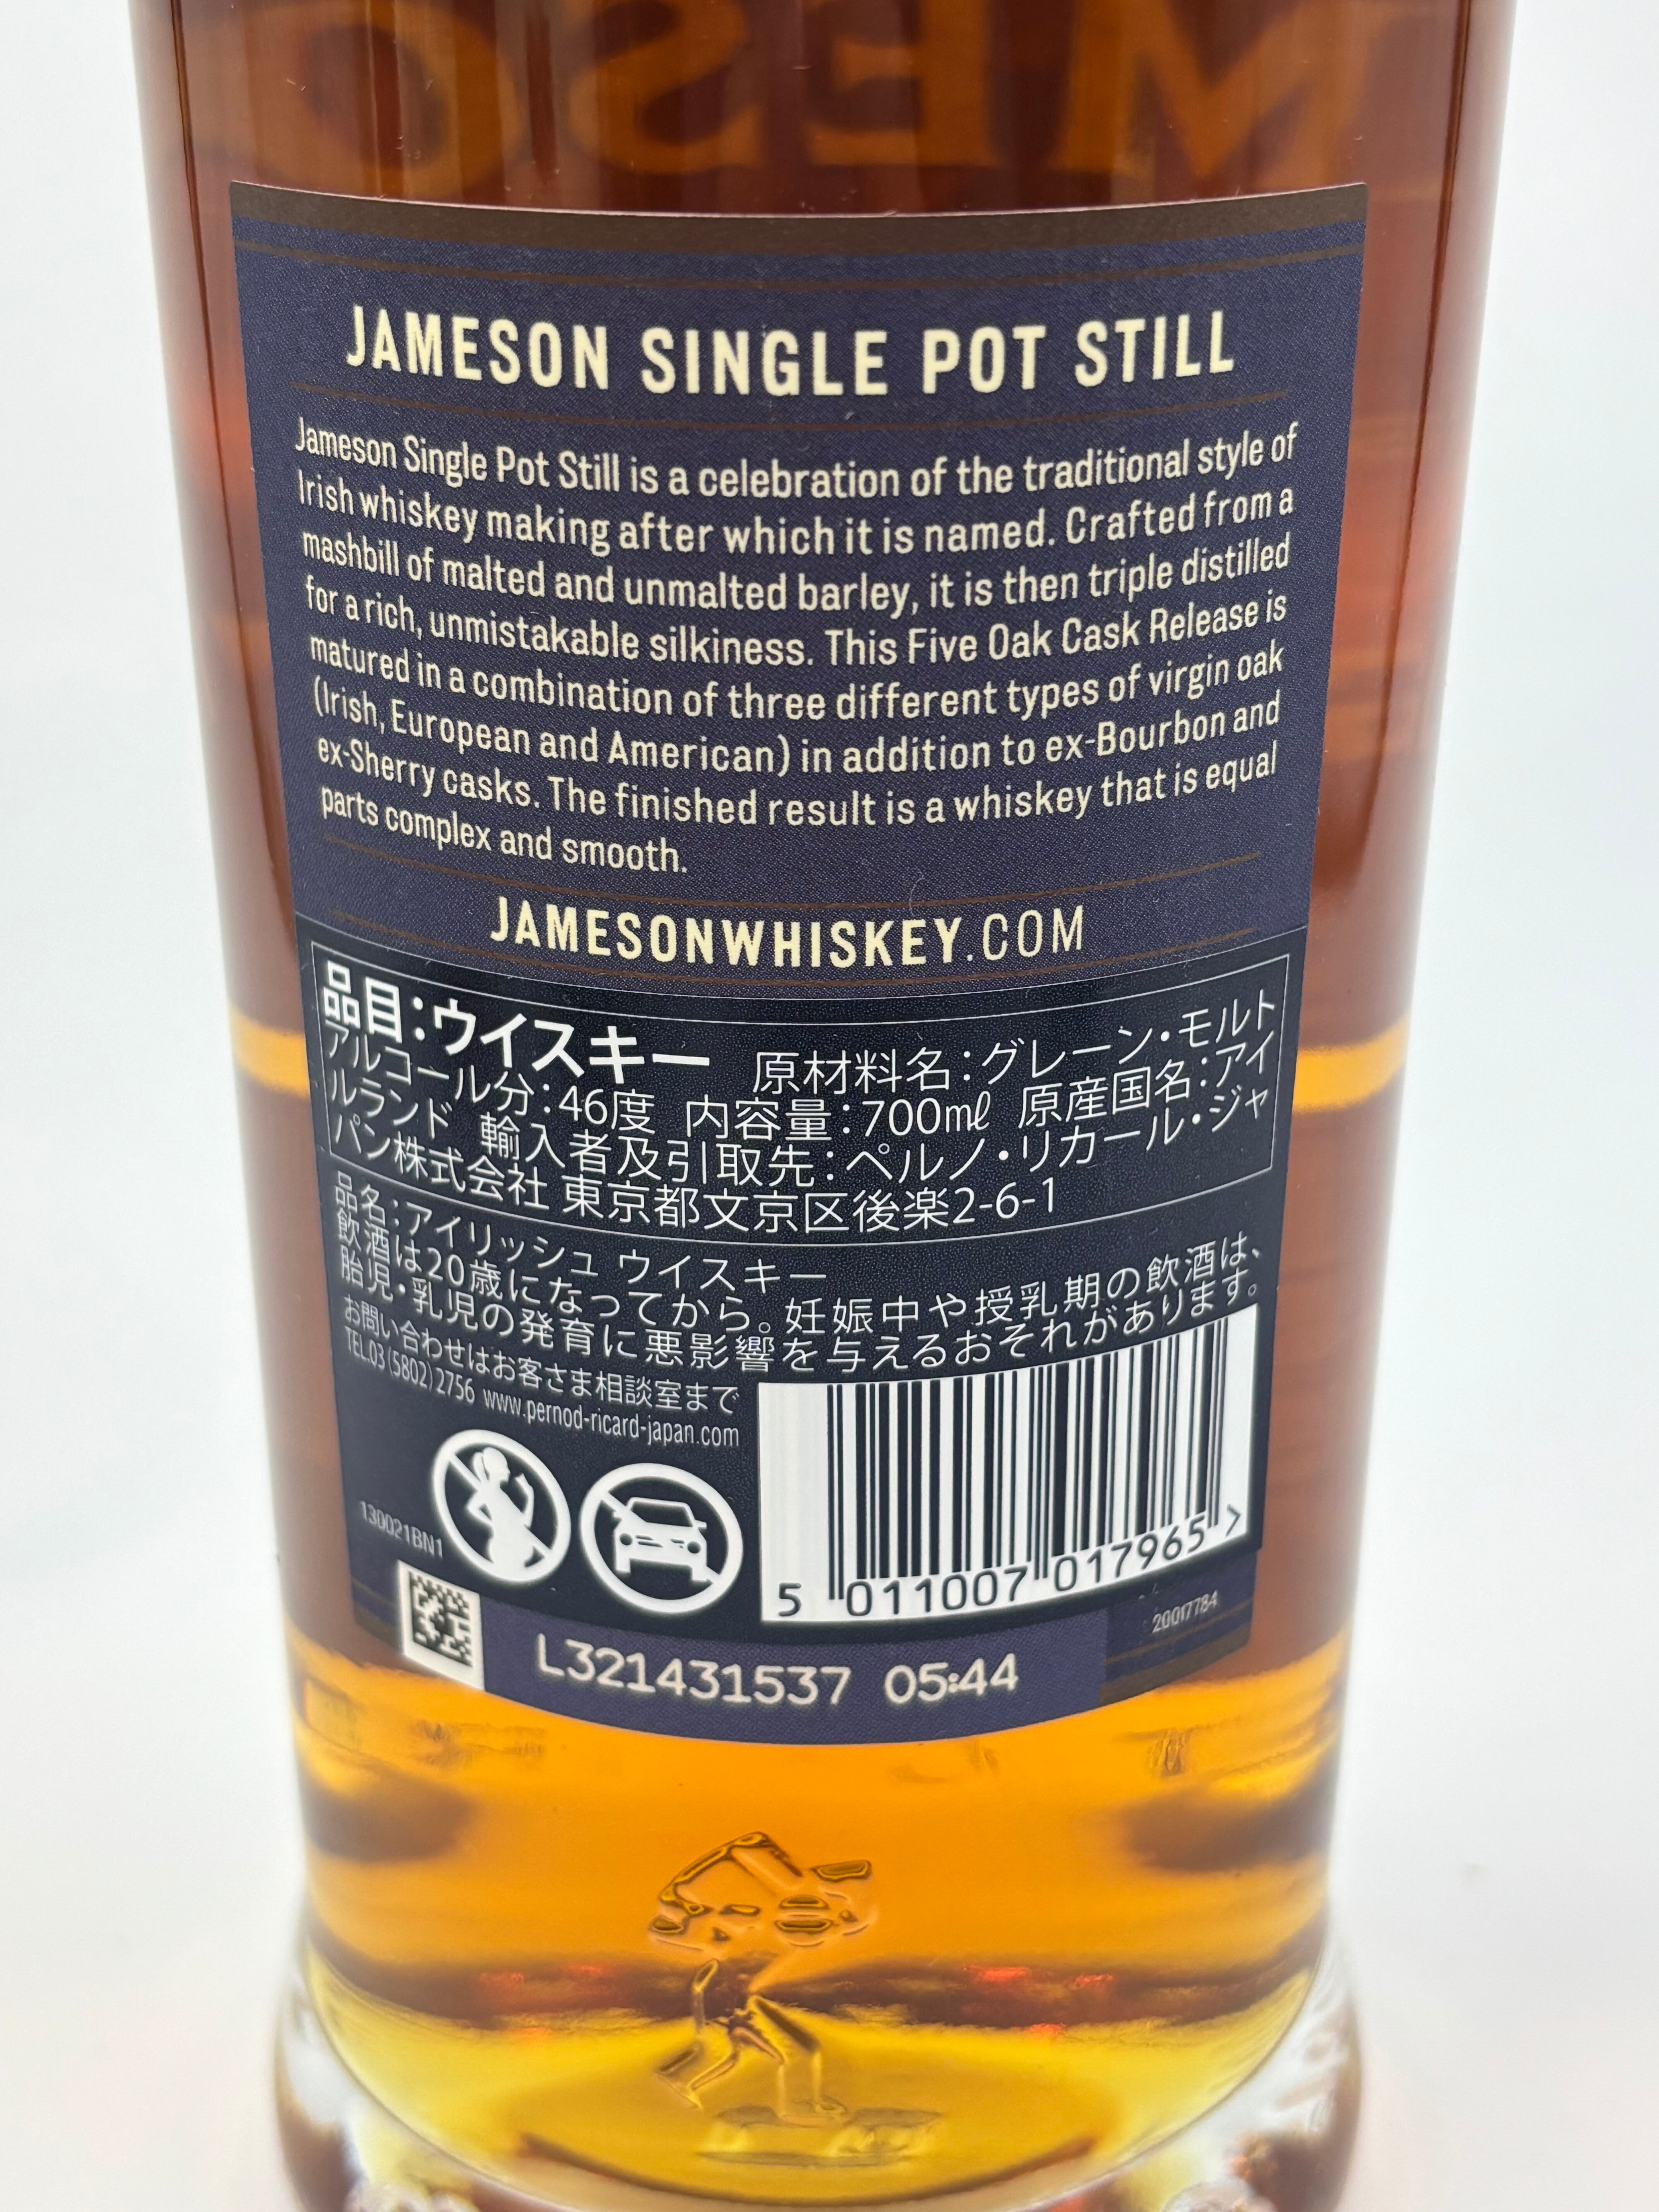 JAMESON SINGLE POT STILL
Jameson Single Pot Still is a celebration of the traditional style of
Irish whiskey making after which it is named. Crafted from a
mashbill of malted and unmalted barley, it is then triple distilled
for a rich, unmistakable silkiness. This Five Oak Cask Release is
matured in a combination of three different types of virgin oak
(Irish, European and American) in addition to ex-Bourbon and
ex-Sherry casks. The finished result is a whiskey that is equal
parts complex and smooth.
JAMESONWHISKEY.COM
品目:ウイスキー 原材料名:グレーン・モルト
アルコール分:46度 内容量:700mℓ 原産国名:アイ
ルランド 輸入者及引取先:ペルノ・リカール・ジャ
パン株式会社 東京都文京区後楽2-6-1
品名:アイリッシュ ウイスキー
飲酒は20歳になってから。妊娠中や授乳期の飲酒は、
胎児・乳児の発育に悪影響を与えるおそれがあります。
お問い合わせはお客さま相談室まで
TEL.03(5802)2756 www.pernod-ricard-japan.com
130021BN1
5 011007 017965 >
20017784
L321431537 05:44